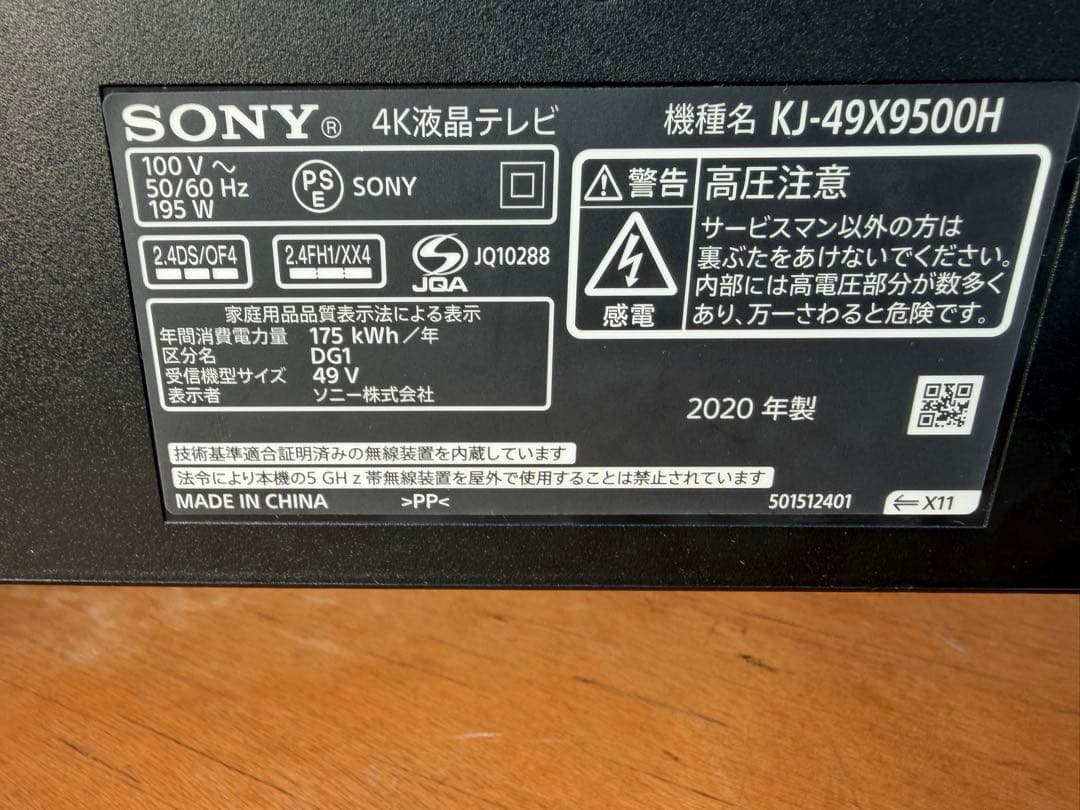 SONY® 4K液晶テレビ 機種名 KJ-49X9500H
100 V ～
50/60 Hz
195 W
PS
E
SONY
2.4DS/OF4
2.4FH1/XX4
JQA
JQ10288
家庭用品品質表示法による表示
年間消費電力量 175 kWh／年
区分名 DG1
受信機型サイズ 49 V
表示者 ソニー株式会社
警告
感電
高圧注意
サービスマン以外の方は
裏ぶたをあけないでください。
内部には高電圧部分が数多く
あり、万一さわると危険です。
2020 年製
技術基準適合証明済みの無線装置を内蔵しています
法令により本機の5 GHz帯無線装置を屋外で使用することは禁止されています
MADE IN CHINA >PP< 501512401 ⇐ X11